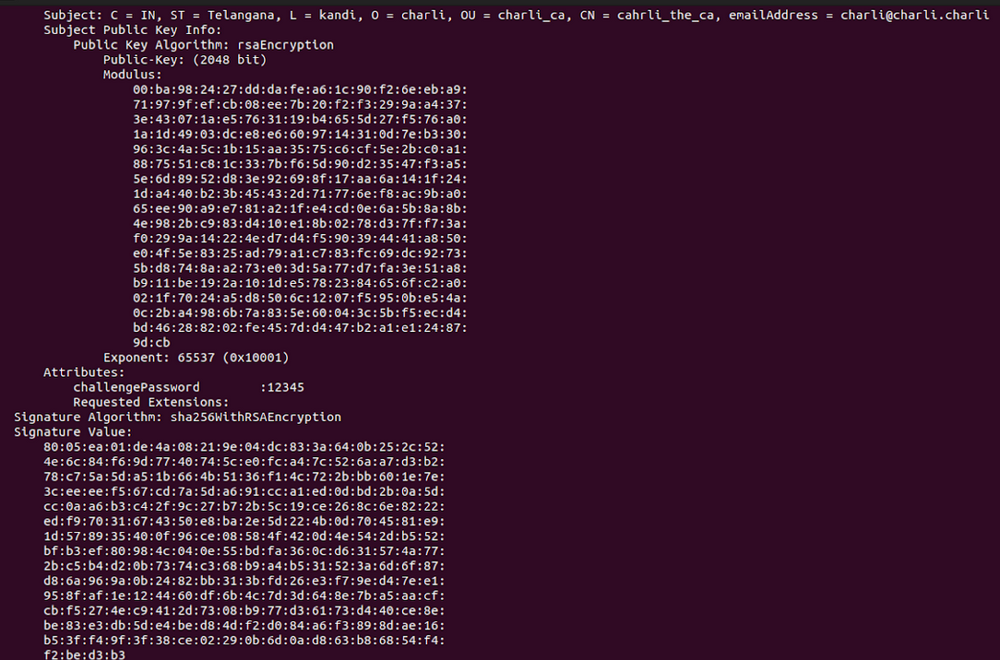 Subject: C = IN, ST = Telangana, L = kandi, O = charli, OU = charli_ca, CN = cahrli_the_ca, emailAddress = charli@charli.charli
Subject Public Key Info:
Public Key Algorithm: rsaEncryption
Public-Key: (2048 bit)
Modulus:
00:ba:98:24:27:dd:da:fe:a6:1c:90:f2:6e:eb:a9:
71:97:9f:ef:cb:08:ee:7b:20:f2:f3:29:9a:a4:37:
3e:43:07:1a:e5:76:31:19:b4:65:5d:27:f5:76:a0:
1a:1d:49:03:dc:e8:e6:60:97:14:31:0d:7e:b3:30:
96:3c:4a:5c:1b:15:aa:35:75:c6:cf:5e:2b:c0:a1:
88:75:51:c8:1c:33:7b:f6:5d:90:d2:35:47:f3:a5:
5e:6d:89:52:d8:3e:92:69:8f:17:aa:6a:14:1f:24:
1d:a4:40:b2:3b:45:43:2d:71:77:6e:f8:ac:9b:a0:
65:ee:90:a9:e7:81:a2:1f:e4:cd:0e:6a:5b:8a:8b:
4e:98:2b:c9:83:d4:10:e1:8b:02:78:d3:7f:f7:3a:
f0:29:9a:14:22:4e:d7:d4:f5:90:39:44:41:a8:50:
e0:4f:5e:83:25:ad:79:a1:c7:83:fc:69:dc:92:73:
5b:d8:74:8a:a2:73:e0:3d:5a:77:d7:fa:3e:51:a8:
b9:11:be:19:2a:10:1d:e5:78:23:84:65:6f:c2:a0:
02:1f:70:24:a5:d8:50:6c:12:07:f5:95:0b:e5:4a:
0c:2b:a4:98:6b:7a:83:5e:60:04:3c:5b:f5:ec:d4:
bd:46:28:82:02:fe:45:7d:d4:47:b2:a1:e1:24:87:
9d:cb
Exponent: 65537 (0x10001)
Attributes:
challengePassword :12345
Requested Extensions:
Signature Algorithm: sha256WithRSAEncryption
Signature Value:
80:05:ea:01:de:4a:08:21:9e:04:dc:83:3a:64:0b:25:2c:52:
4e:6c:84:f6:9d:77:40:74:5c:e0:fc:a4:7c:52:6a:a7:d3:b2:
78:c7:5a:5d:a5:1b:66:4b:51:36:f1:4c:72:2b:bb:60:1e:7e:
3c:ee:ee:f5:67:cd:7a:5d:a6:91:cc:a1:ed:0d:bd:2b:0a:5d:
cc:0a:a6:b3:c4:2f:9c:27:b7:2b:5c:19:ce:26:8c:6e:82:22:
ed:f9:70:31:67:43:50:e8:ba:2e:5d:22:4b:0d:70:45:81:e9:
1d:57:89:35:40:0f:96:ce:08:58:4f:42:0d:4e:54:2d:b5:52:
bf:b3:ef:80:98:4c:04:0e:55:bd:fa:36:0c:d6:31:57:4a:77:
2b:c5:b4:d2:0b:73:74:c3:68:b9:a4:b5:31:52:3a:6d:6f:87:
d8:6a:96:9a:0b:24:82:bb:31:3b:fd:26:e3:f7:9e:d4:7e:e1:
95:8f:af:1e:12:44:60:df:6b:4c:7d:3d:64:8e:7b:a5:aa:cf:
cb:f5:27:4e:c9:41:2d:73:08:b9:77:d3:61:73:d4:40:ce:8e:
be:83:e3:db:5d:e4:be:d8:4d:f2:d0:84:a6:f3:89:8d:ae:16:
b5:3f:f4:9f:3f:38:ce:02:29:0b:6d:0a:d8:63:b8:68:54:f4:
f2:be:d3:b3